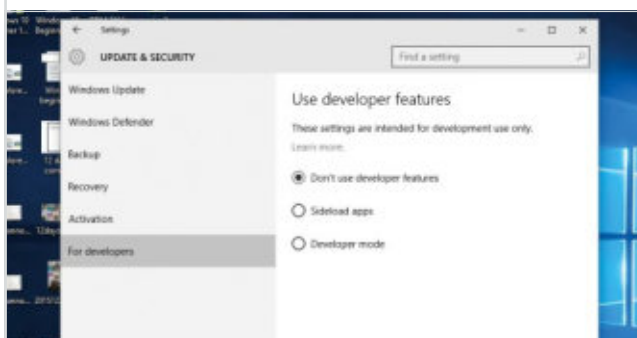 Settings
UPDATE & SECURITY
Find a setting
Windows Update
Windows Defender
Backup
Recovery
Activation
For developers
Use developer features
These settings are intended for development use only.
Learn more.
Don't use developer features
Sideload apps
Developer mode